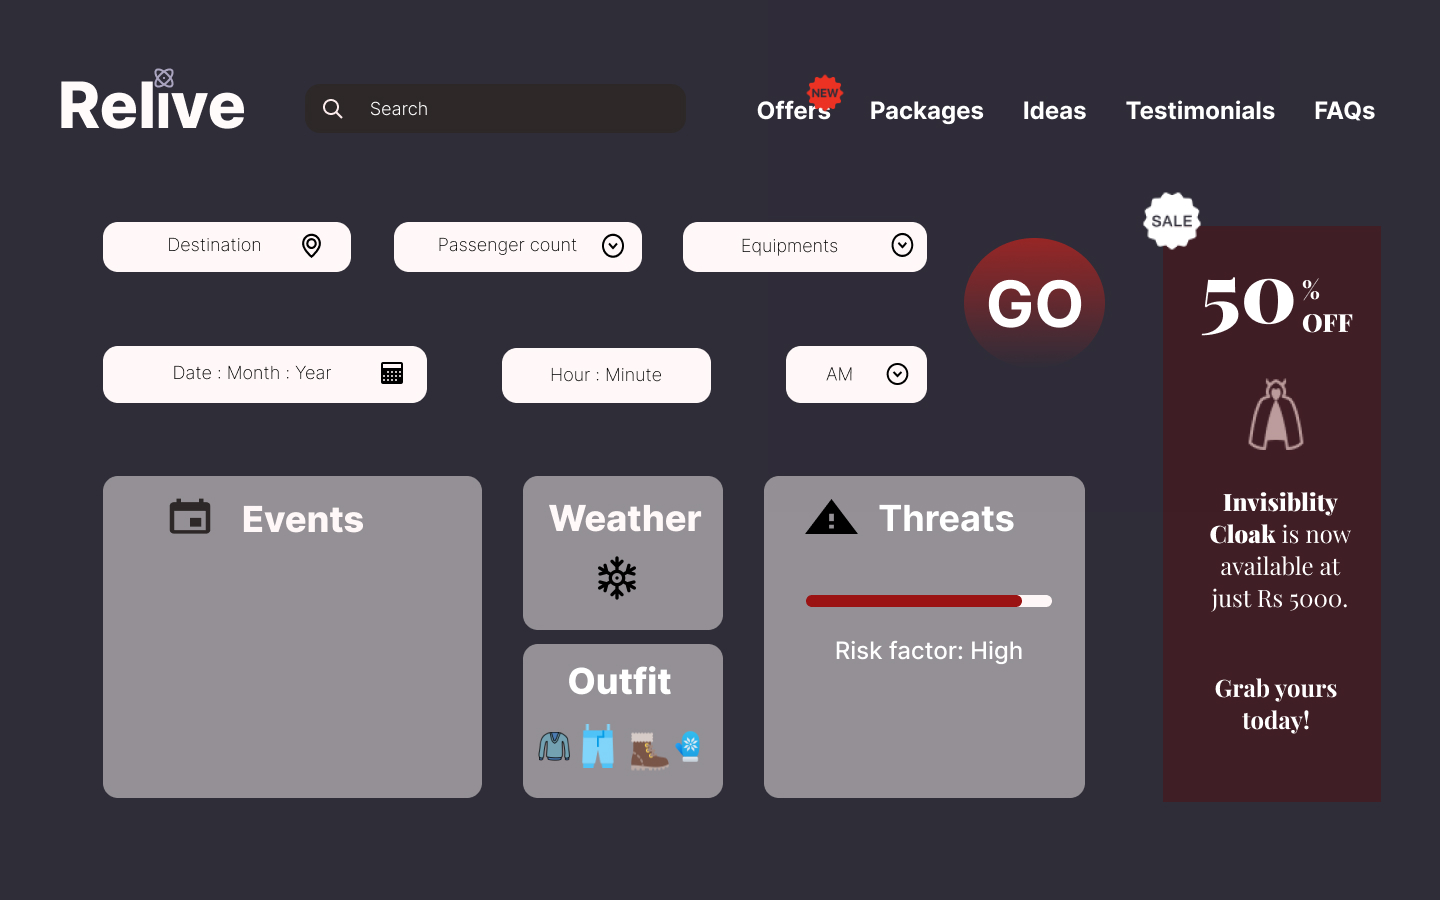 Relive
Search
Offers
NEW
Packages
Ideas
Testimonials
FAQs
Destination
Passenger count
Equipments
GO
Date : Month : Year
Hour : Minute
AM
SALE
50 %
OFF
Invisiblity
Cloak is now
available at
just Rs 5000.
Grab yours
today!
Events
Weather
Outfit
Threats
Risk factor: High